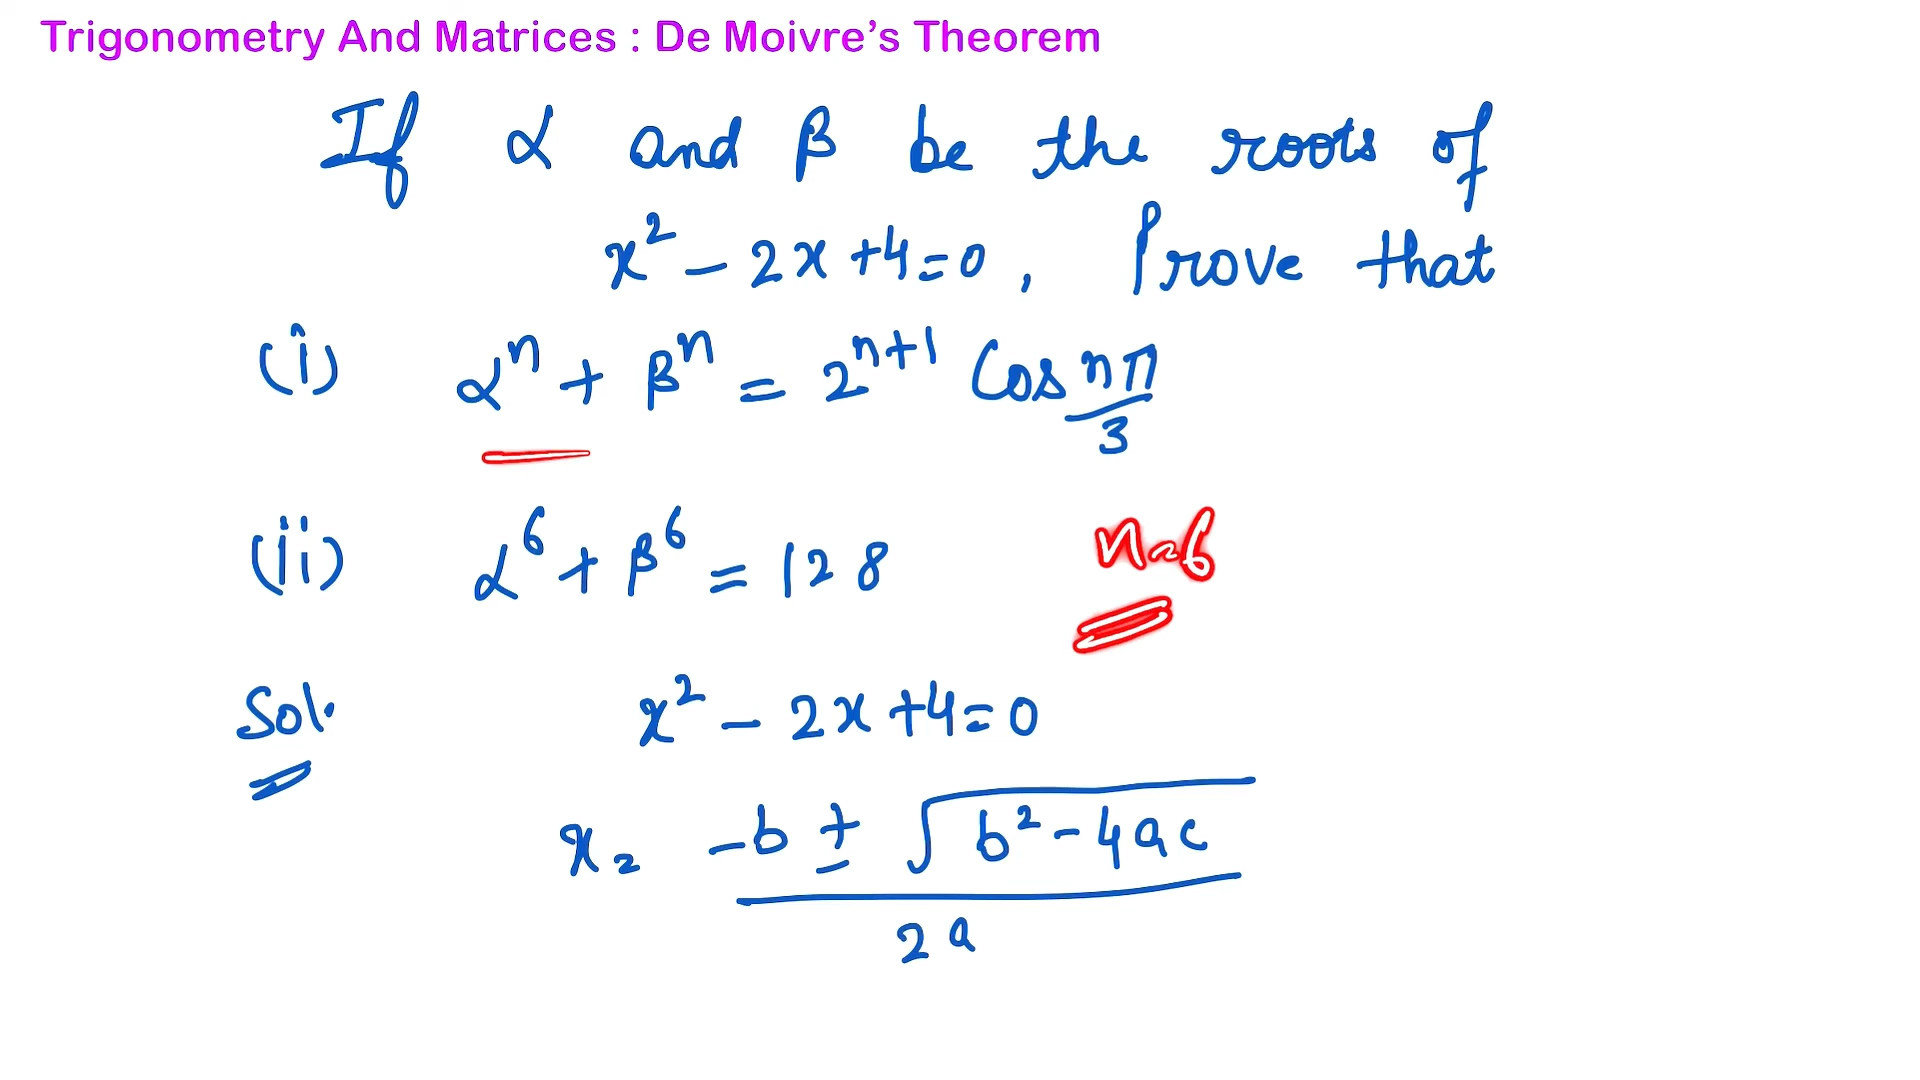 Trigonometry And Matrices : De Moivre's Theorem
If α and β be the roots of
x² - 2x + 4 = 0, Prove that
(i) αⁿ + βⁿ = 2ⁿ⁺¹ Cos nπ/3
(ii) α⁶ + β⁶ = 128 n=6
Sol. x² - 2x + 4 = 0
x = -b ± √(b² - 4ac)
2a